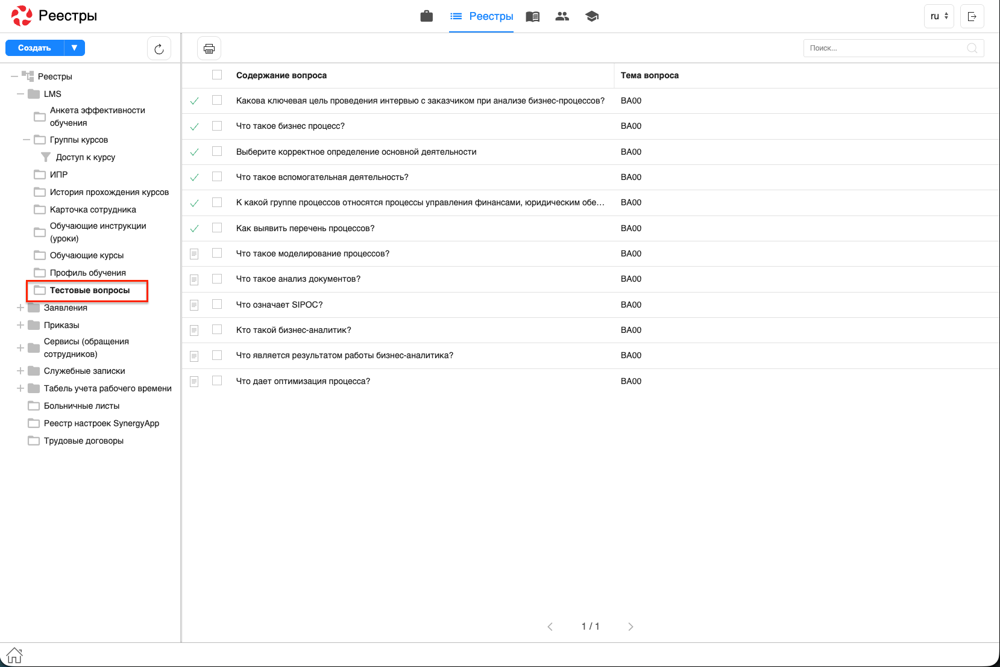 Реестры
Реестры
ru
Создать
Поиск...
Реестры
LMS
Анкета эффективности
обучения
Группы курсов
Доступ к курсу
ИПР
История прохождения курсов
Карточка сотрудника
Обучающие инструкции
(уроки)
Обучающие курсы
Профиль обучения
Тестовые вопросы
Заявления
Приказы
Сервисы (обращения
сотрудников)
Служебные записки
Табель учета рабочего времени
Больничные листы
Реестр настроек SynergyApp
Трудовые договоры
Содержание вопроса Тема вопроса
Какова ключевая цель проведения интервью с заказчиком при анализе бизнес-процессов? BA00
Что такое бизнес процесс? BA00
Выберите корректное определение основной деятельности BA00
Что такое вспомогательная деятельность? BA00
К какой группе процессов относятся процессы управления финансами, юридическим обе... BA00
Как выявить перечень процессов? BA00
Что такое моделирование процессов? BA00
Что такое анализ документов? BA00
Что означает SIPOC? BA00
Кто такой бизнес-аналитик? BA00
Что является результатом работы бизнес-аналитика? BA00
Что дает оптимизация процесса? BA00
1 / 1